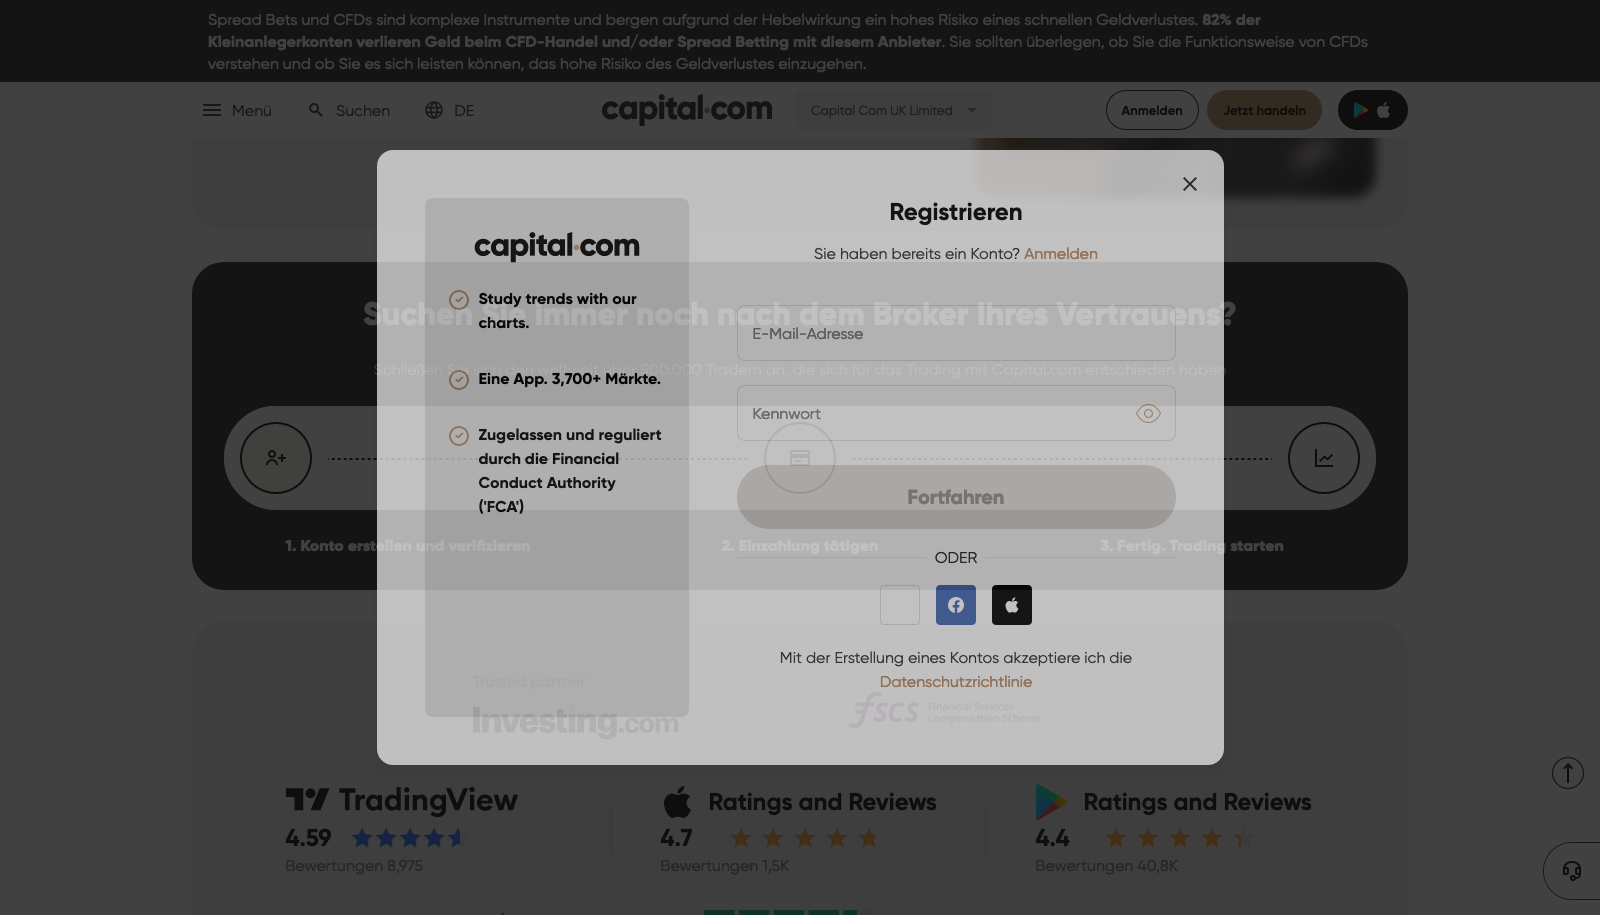 Spread Bets und CFDs sind komplexe Instrumente und bergen aufgrund der Hebelwirkung ein hohes Risiko eines schnellen Geldverlustes. 82% der
Kleinanlegerkonten verlieren Geld beim CFD-Handel und/oder Spread Betting mit diesem Anbieter. Sie sollten überlegen, ob Sie die Funktionsweise von CFDs
verstehen und ob Sie es sich leisten können, das hohe Risiko des Geldverlustes einzugehen.
Menü
Suchen
DE
capital.com
Capital Com UK Limited
Anmelden
Jetzt handeln
Registrieren
Sie haben bereits ein Konto? Anmelden
capital.com
Study trends with our
charts.
Eine App. 3,700+ Märkte.
Zugelassen und reguliert
durch die Financial
Conduct Authority
('FCA')
E-Mail-Adresse
Kennwort
Fortfahren
ODER
Mit der Erstellung eines Kontos akzeptiere ich die
Datenschutzrichtlinie
Suchen Sie immer noch nach dem Broker Ihres Vertrauens?
Schließen Sie sich den weltweit über 500.000 Tradern an, die sich für das Trading mit Capital.com entschieden haben
1. Konto erstellen und verifizieren
2. Einzahlung tätigen
3. Fertig. Trading starten
Trusted partner
Investing.com
fscs
Financial Services
Compensation Scheme
TradingView
4.59
Bewertungen 8,975
Ratings and Reviews
4.7
Bewertungen 1,5K
Ratings and Reviews
4.4
Bewertungen 40,8K